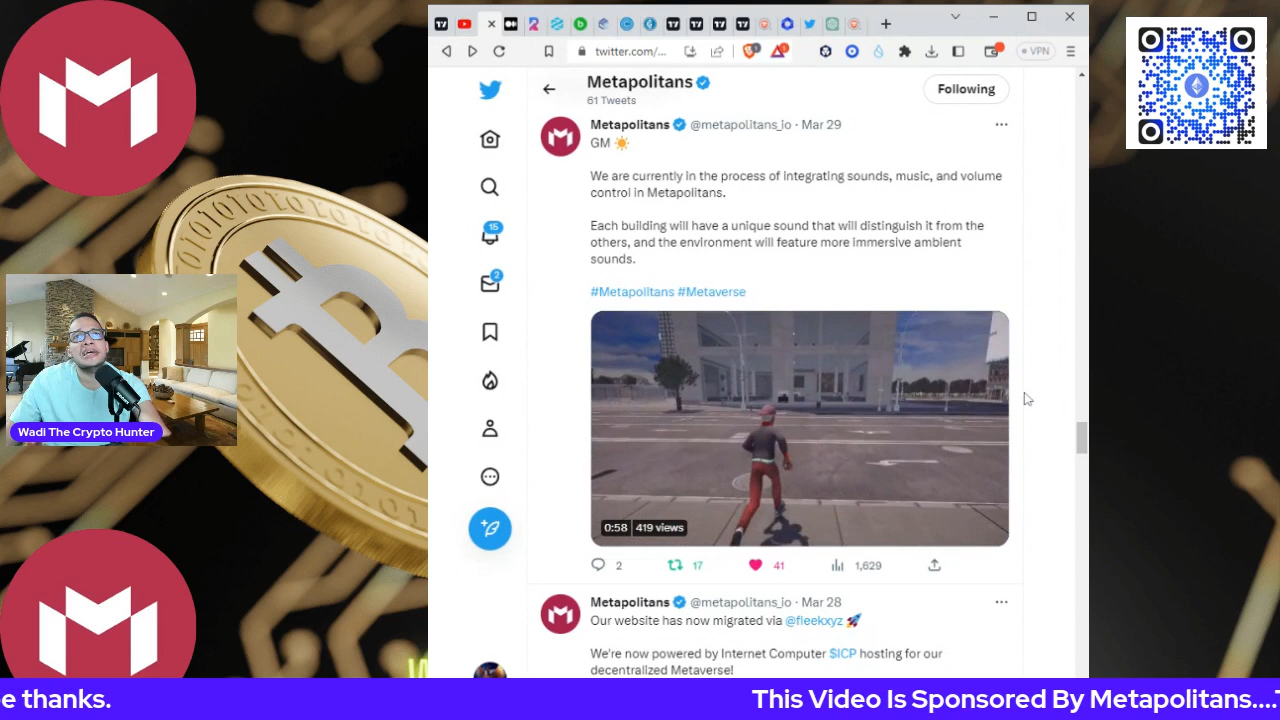 twitter.com/...
VPN
Metapolitans
61 Tweets
Following
Metapolitans @metapolitans_io · Mar 29
GM ☀️
We are currently in the process of integrating sounds, music, and volume
control in Metapolitans.
Each building will have a unique sound that will distinguish it from the
others, and the environment will feature more immersive ambient
sounds.
#Metapolitans #Metaverse
0:58 419 views
2 17 41 1,629
Metapolitans @metapolitans_io · Mar 28
Our website has now migrated via @fleekxyz 🚀
We're now powered by Internet Computer $ICP hosting for our
decentralized Metaverse!
15
2
Wadi The Crypto Hunter
e thanks.
This Video Is Sponsored By Metapolitans....